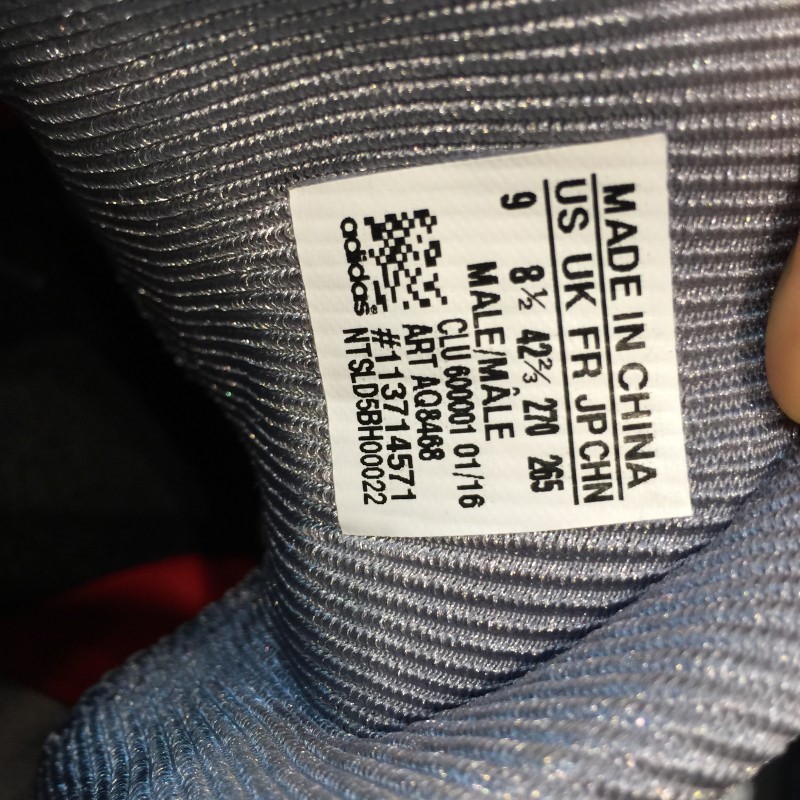 MADE IN CHINA
US UK FR JP CHN
9 8½ 42⅔ 270 265
MALE/MÂLE
CLU 600001 01/16
ART AQ8468
#113714571
NTSLD5BH00022
adidas®